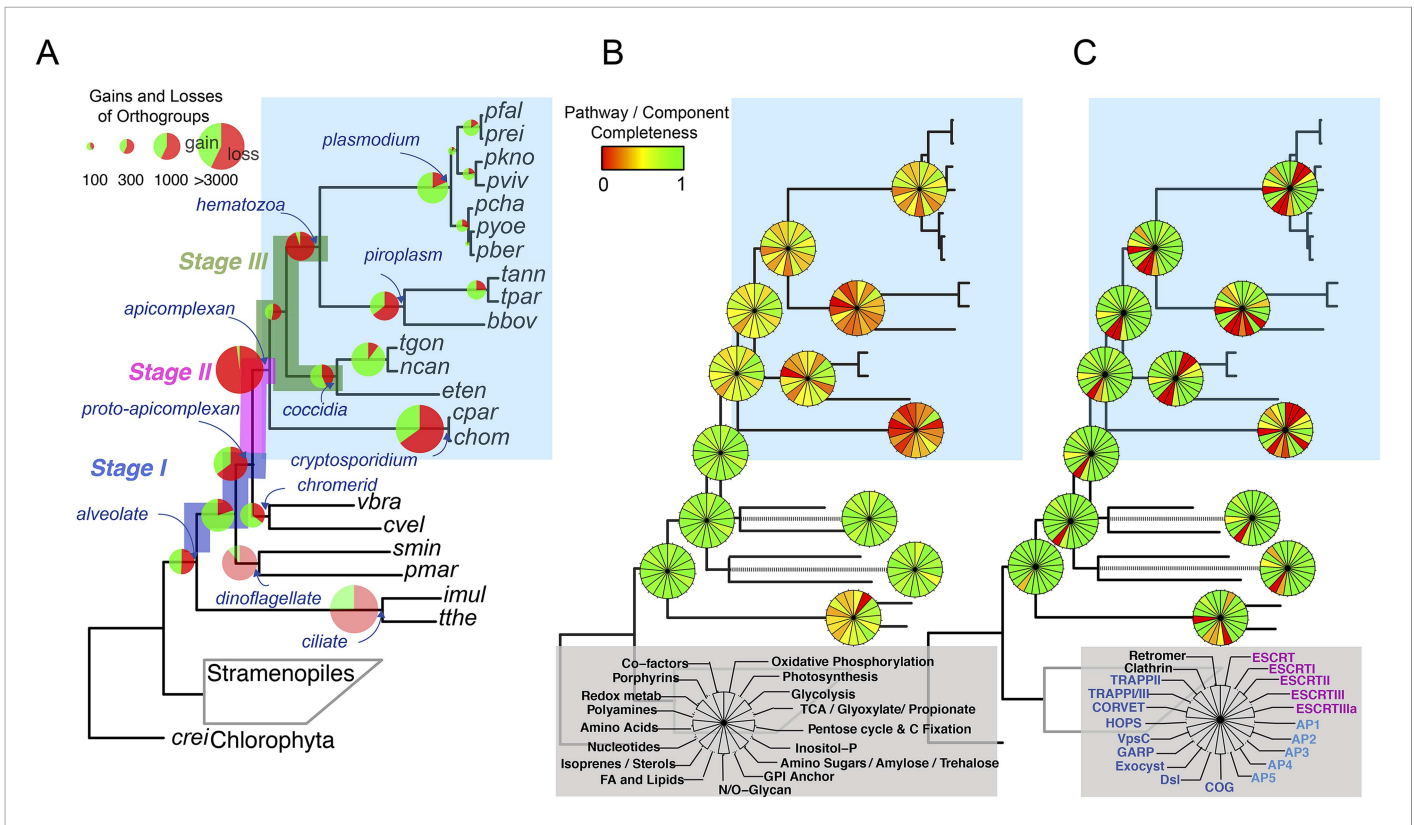 A
Gains and Losses
of Orthogroups
gain
loss
100 300 1000 >3000
plasmodium
hematozoa
Stage III
piroplasm
apicomplexan
Stage II
proto-apicomplexan
coccidia
Stage I
cryptosporidium
chromerid
alveolate
dinoflagellate
ciliate
pfal
prei
pkno
pviv
pcha
pyoe
pber
tann
tpar
bbov
tgon
ncan
eten
cpar
chom
vbra
cvel
smin
pmar
imul
tthe
Stramenopiles
creiChlorophyta
B
Pathway / Component
Completeness
0 1
Co-factors
Porphyrins
Redox metab
Polyamines
Amino Acids
Nucleotides
Isoprenes / Sterols
FA and Lipids
N/O-Glycan
Oxidative Phosphorylation
Photosynthesis
Glycolysis
TCA / Glyoxylate/ Propionate
Pentose cycle & C Fixation
Inositol-P
Amino Sugars / Amylose / Trehalose
GPI Anchor
C
Retromer
Clathrin
TRAPPII
TRAPPI/III
CORVET
HOPS
VpsC
GARP
Exocyst
Dsl
COG
ESCRT
ESCRTI
ESCRTII
ESCRTIII
ESCRTIIIa
AP1
AP2
AP3
AP4
AP5